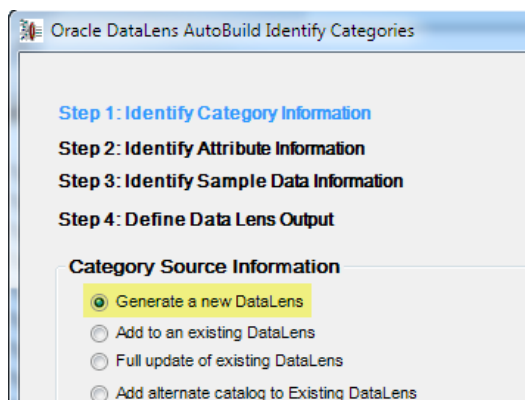 Oracle DataLens AutoBuild Identify Categories
Step 1: Identify Category Information
Step 2: Identify Attribute Information
Step 3: Identify Sample Data Information
Step 4: Define Data Lens Output
Category Source Information
Generate a new DataLens
Add to an existing DataLens
Full update of existing DataLens
Add alternate catalog to Existing DataLens